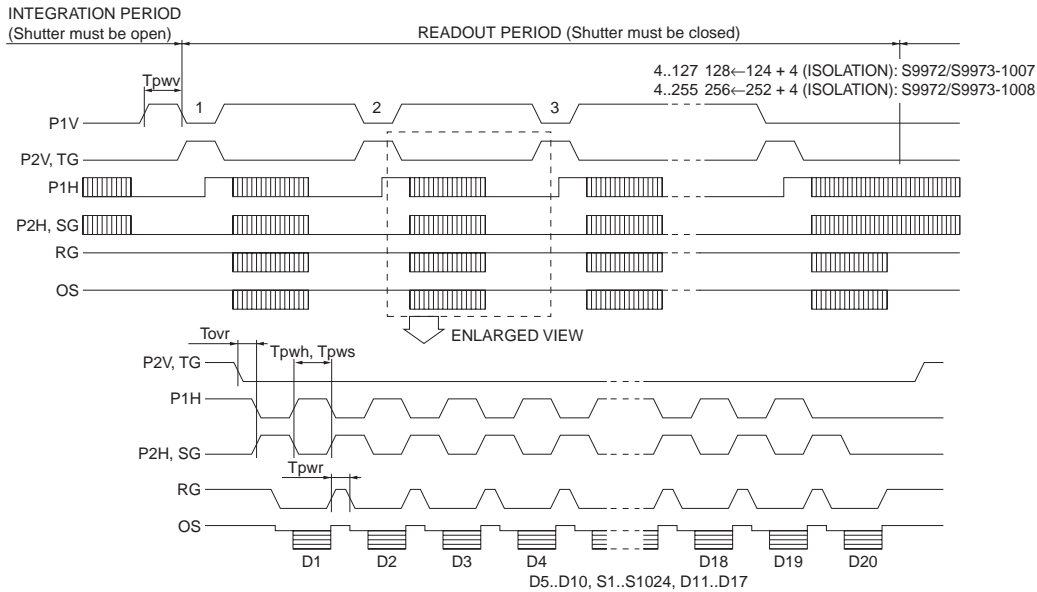 INTEGRATION PERIOD
(Shutter must be open)
READOUT PERIOD (Shutter must be closed)
Tpwv
4..127 128←124 + 4 (ISOLATION): S9972/S9973-1007
4..255 256←252 + 4 (ISOLATION): S9972/S9973-1008
1 2 3
P1V
P2V, TG
P1H
P2H, SG
RG
OS
ENLARGED VIEW
Tovr
Tpwh, Tpws
P2V, TG
P1H
P2H, SG
Tpwr
RG
OS
D1 D2 D3 D4 D18 D19 D20
D5..D10, S1..S1024, D11..D17